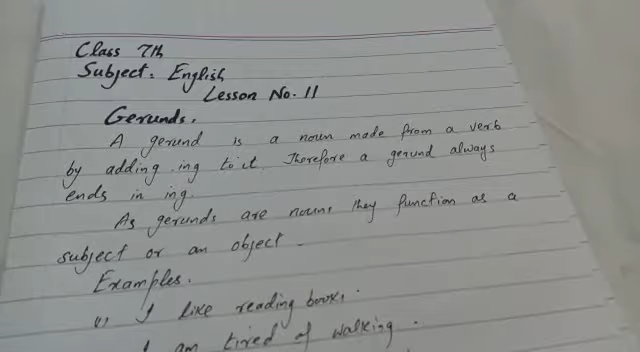 Class 7th
Subject: English
Lesson No. 11
Gerunds.
A gerund is a noun made from a verb
by adding ing to it. Therefore a gerund always
ends in ing.
As gerunds are nouns they function as a
subject or an object.
Examples.
(i) I like reading books.
I am tired of walking.